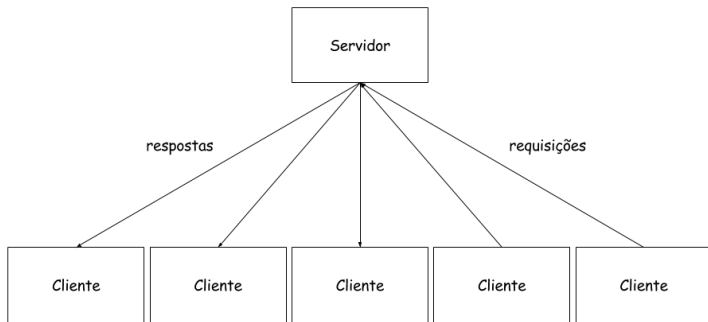 Servidor
respostas
requisições
Cliente
Cliente
Cliente
Cliente
Cliente